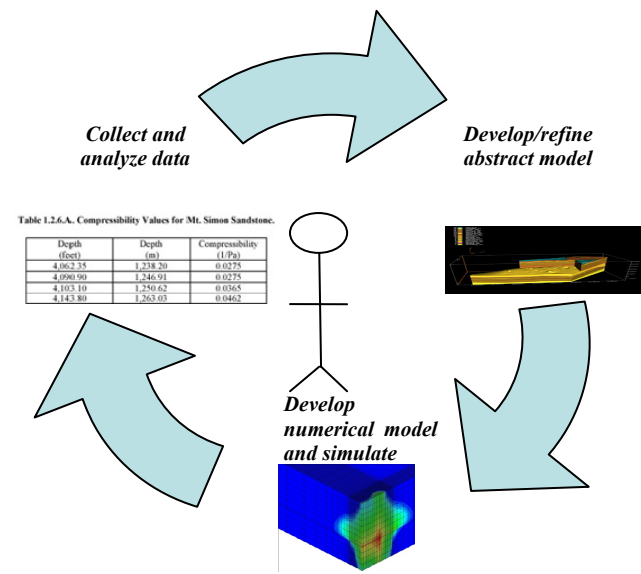 Collect and
analyze data
Develop/refine
abstract model
Table 1.2.6.A. Compressibility Values for Mt. Simon Sandstone.
Depth (feet) Depth (m) Compressibility (1/Pa)
4,062.35 1,238.20 0.0275
4,090.90 1,246.91 0.0275
4,103.10 1,250.62 0.0365
4,143.80 1,263.03 0.0462
Develop
numerical model
and simulate